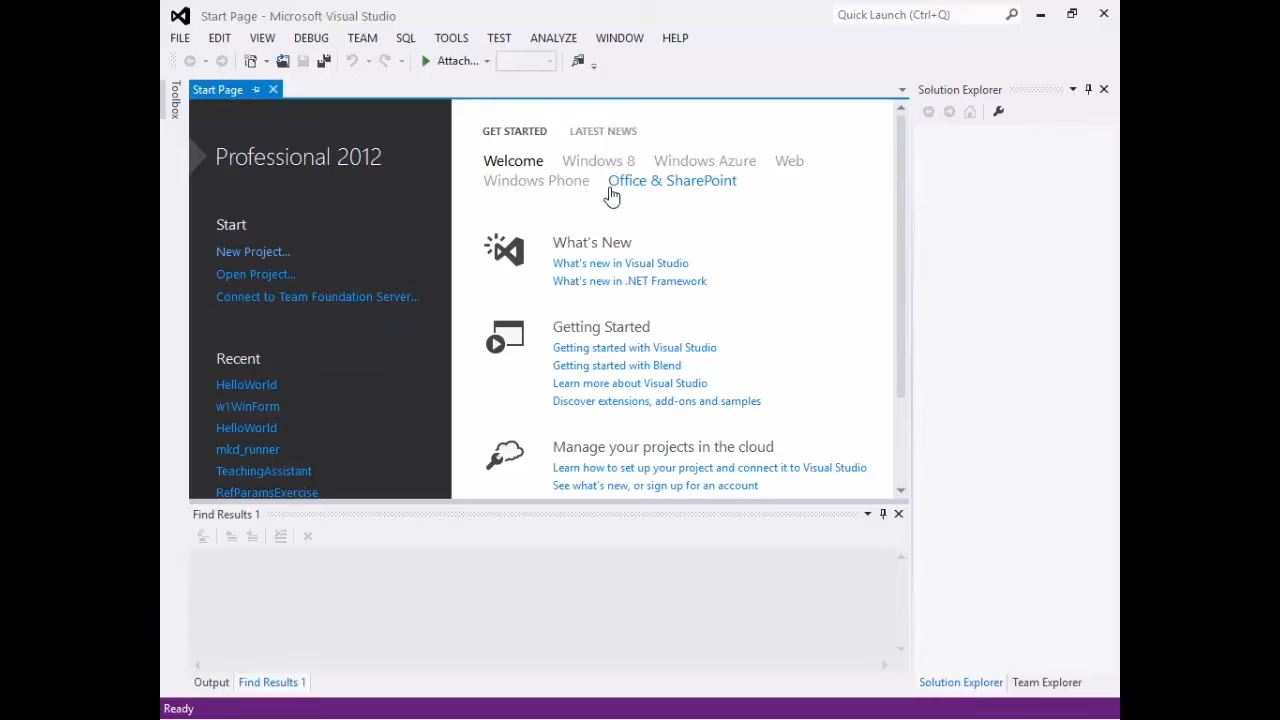 Start Page - Microsoft Visual Studio
Quick Launch (Ctrl+Q)
FILE EDIT VIEW DEBUG TEAM SQL TOOLS TEST ANALYZE WINDOW HELP
Attach...
Toolbox
Start Page
Professional 2012
Start
New Project...
Open Project...
Connect to Team Foundation Server...
Recent
HelloWorld
w1WinForm
HelloWorld
mkd_runner
TeachingAssistant
RefParamsExercise
GET STARTED LATEST NEWS
Welcome Windows 8 Windows Azure Web
Windows Phone Office & SharePoint
What's New
What's new in Visual Studio
What's new in .NET Framework
Getting Started
Getting started with Visual Studio
Getting started with Blend
Learn more about Visual Studio
Discover extensions, add-ons and samples
Manage your projects in the cloud
Learn how to set up your project and connect it to Visual Studio
See what's new, or sign up for an account
Solution Explorer
Find Results 1
Output Find Results 1
Solution Explorer Team Explorer
Ready